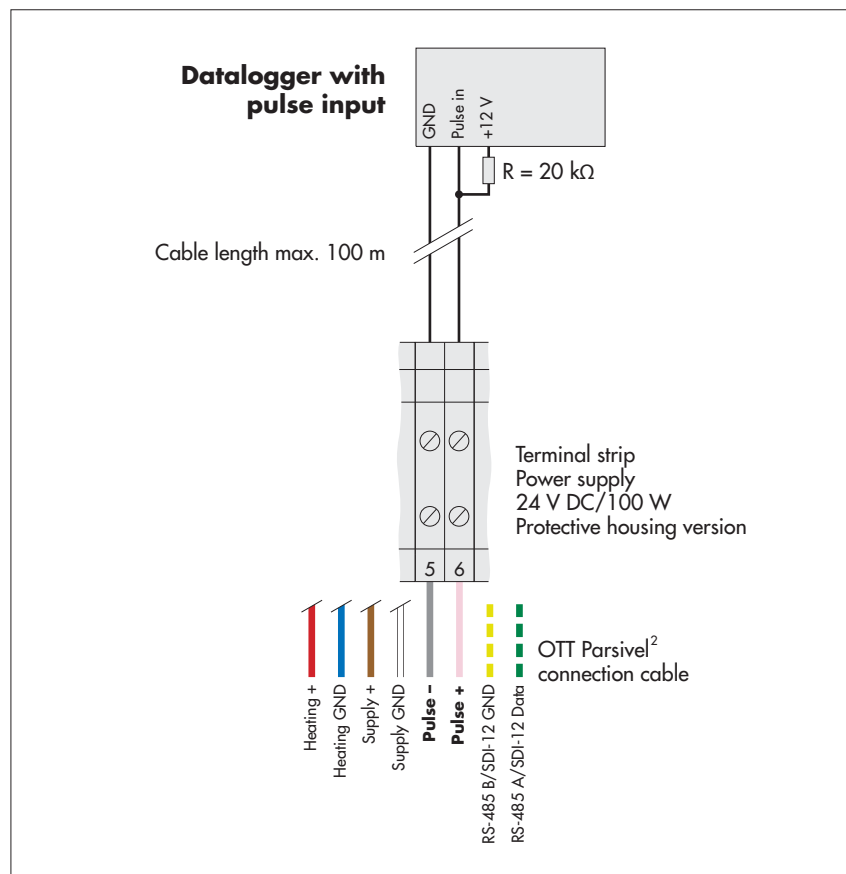 Datalogger with
pulse input
GND
Pulse in
+12 V
R = 20 kΩ
Cable length max. 100 m
Terminal strip
Power supply
24 V DC/100 W
Protective housing version
5
6
OTT Parsivel²
connection cable
Heating +
Heating GND
Supply +
Supply GND
Pulse –
Pulse +
RS-485 B/SDI-12 GND
RS-485 A/SDI-12 Data